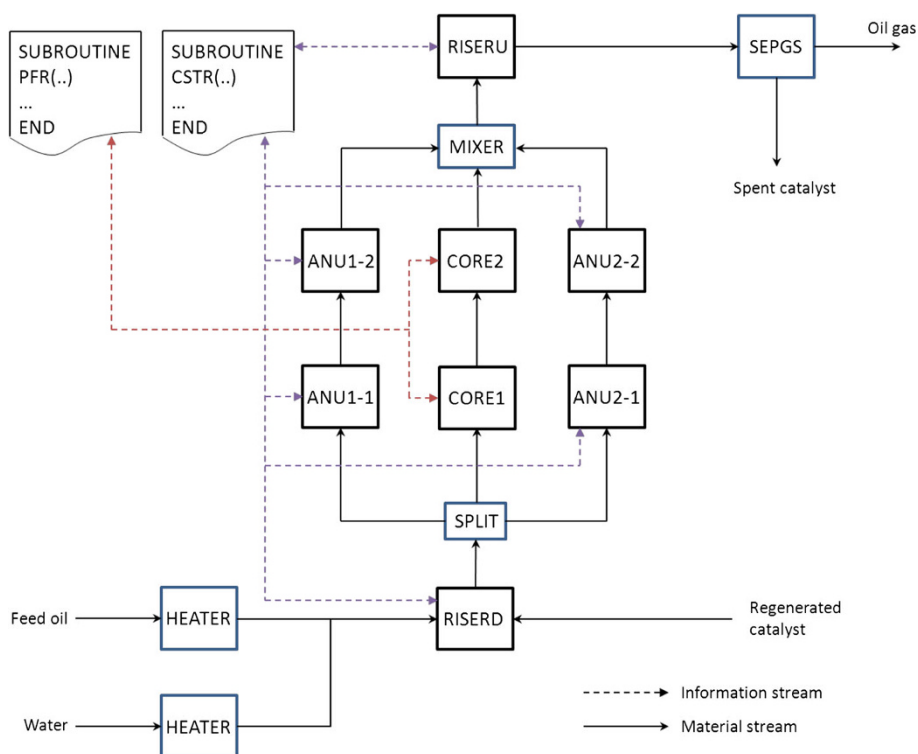 SUBROUTINE
PFR(..)
...
END
SUBROUTINE
CSTR(..)
...
END
RISERU
SEPGS
Oil gas
MIXER
Spent catalyst
ANU1-2
CORE2
ANU2-2
ANU1-1
CORE1
ANU2-1
SPLIT
Feed oil
HEATER
RISERD
Regenerated
catalyst
Information stream
Water
HEATER
Material stream